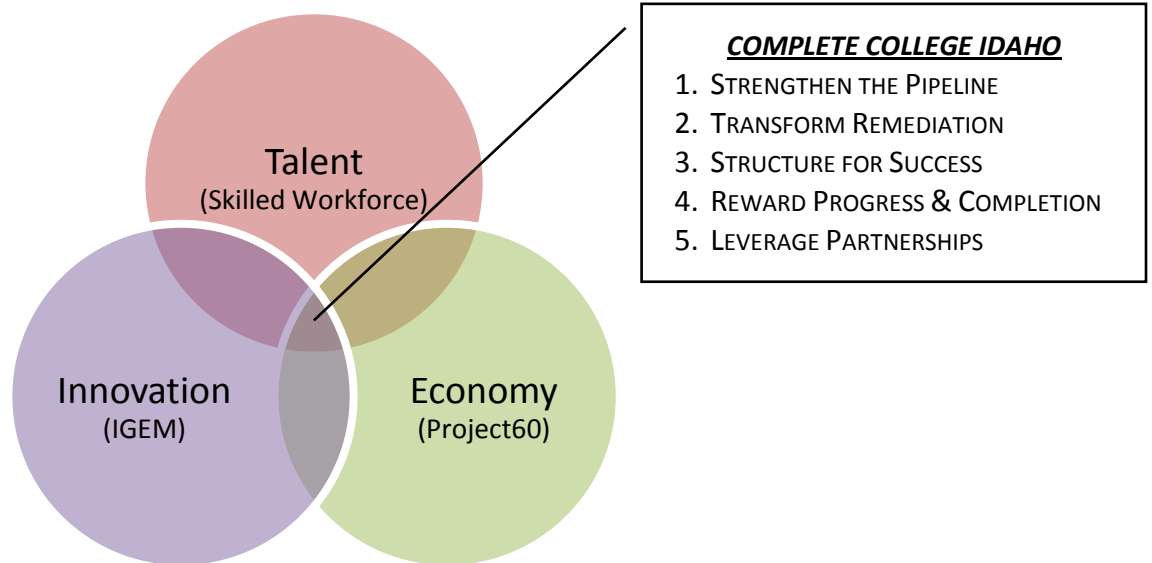 Talent
(Skilled Workforce)
Innovation
(IGEM)
Economy
(Project60)
COMPLETE COLLEGE IDAHO
1. STRENGTHEN THE PIPELINE
2. TRANSFORM REMEDIATION
3. STRUCTURE FOR SUCCESS
4. REWARD PROGRESS & COMPLETION
5. LEVERAGE PARTNERSHIPS